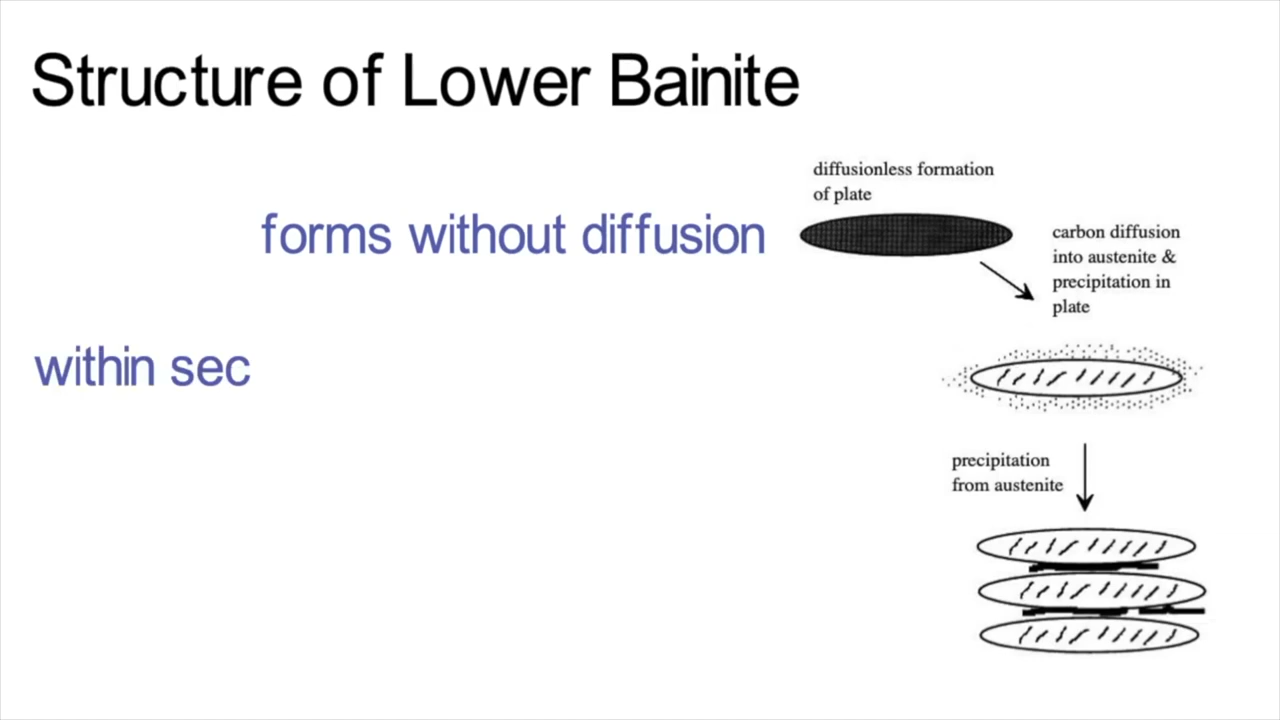 Structure of Lower Bainite
diffusionless formation
of plate
forms without diffusion
carbon diffusion
into austenite &
precipitation in
plate
within sec
precipitation
from austenite